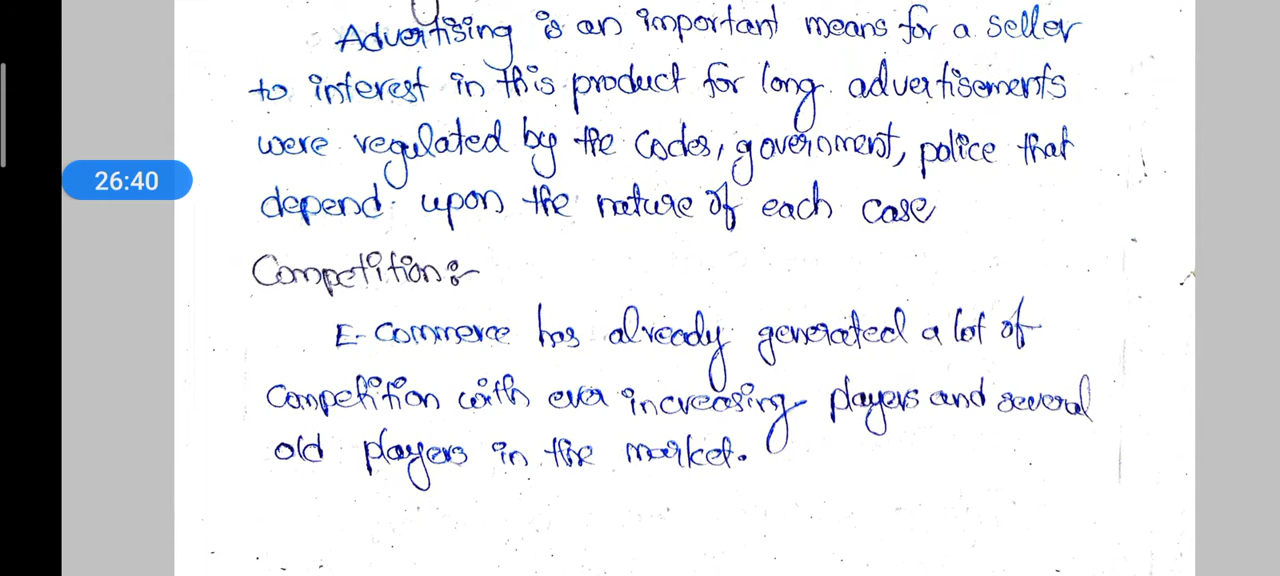 Advertising is an important means for a seller
to interest in this product for long advertisements
were regulated by the codes, government, police that
depend upon the nature of each case
26:40
Competition:-
E-commerce has already generated a lot of
competition with ever increasing players and several
old players in the market.